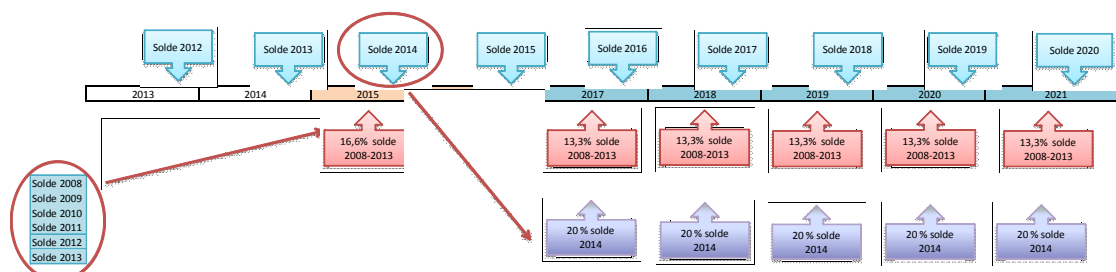 Solde 2012
Solde 2013
Solde 2014
Solde 2015
Solde 2016
Solde 2017
Solde 2018
Solde 2019
Solde 2020
2013
2014
2015
2017
2018
2019
2020
2021
16,6% solde
2008-2013
13,3% solde
2008-2013
13,3% solde
2008-2013
13,3% solde
2008-2013
13,3% solde
2008-2013
13,3% solde
2008-2013
Solde 2008
Solde 2009
Solde 2010
Solde 2011
Solde 2012
Solde 2013
20 % solde
2014
20 % solde
2014
20 % solde
2014
20 % solde
2014
20 % solde
2014